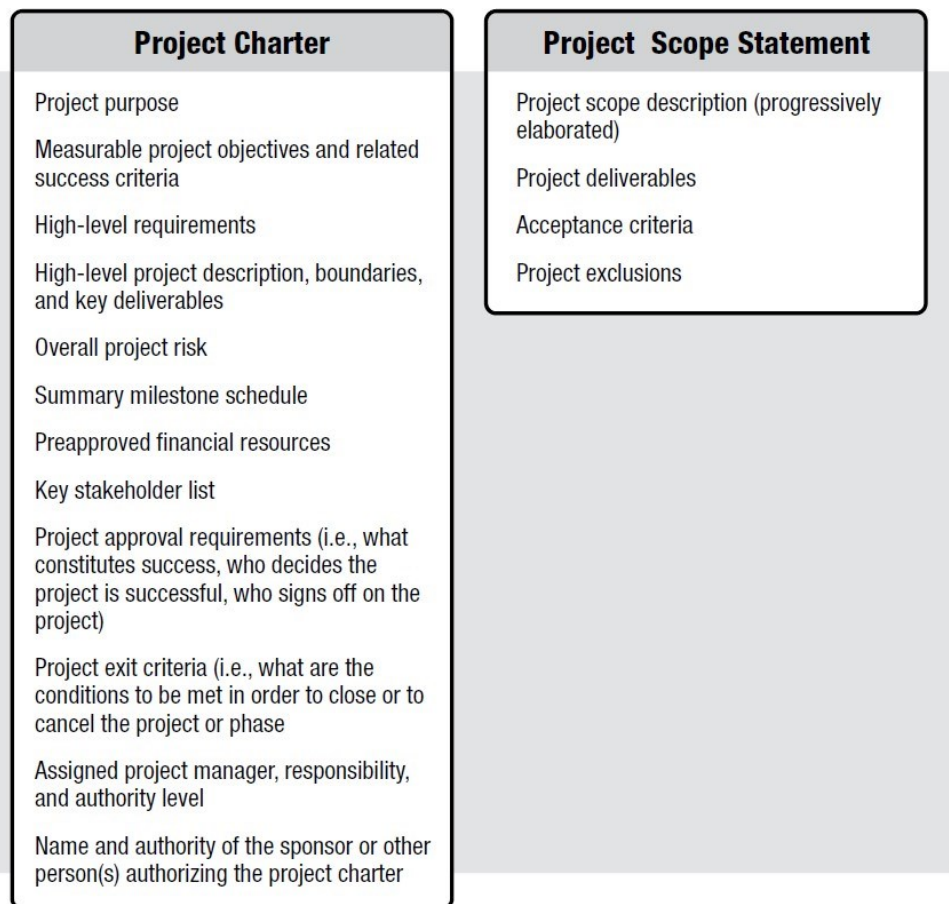 Project Charter
Project purpose
Measurable project objectives and related
success criteria
High-level requirements
High-level project description, boundaries,
and key deliverables
Overall project risk
Summary milestone schedule
Preapproved financial resources
Key stakeholder list
Project approval requirements (i.e., what
constitutes success, who decides the
project is successful, who signs off on the
project)
Project exit criteria (i.e., what are the
conditions to be met in order to close or to
cancel the project or phase
Assigned project manager, responsibility,
and authority level
Name and authority of the sponsor or other
person(s) authorizing the project charter
Project Scope Statement
Project scope description (progressively
elaborated)
Project deliverables
Acceptance criteria
Project exclusions